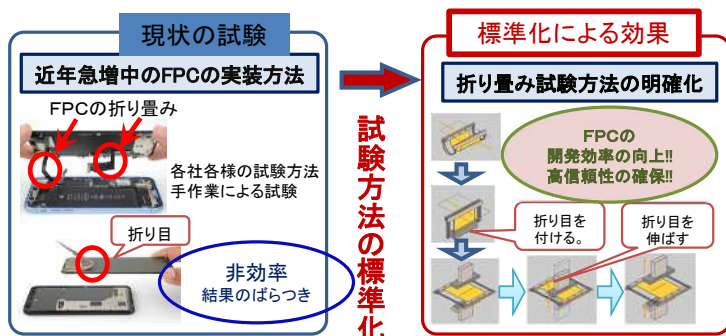 現状の試験
近年急増中のFPCの実装方法
FPCの折り畳み
各社各様の試験方法
手作業による試験
折り目
非効率
結果のばらつき
試験方法の標準化
標準化による効果
折り畳み試験方法の明確化
FPCの
開発効率の向上!!
高信頼性の確保!!
折り目を
付ける。
折り目を
伸ばす